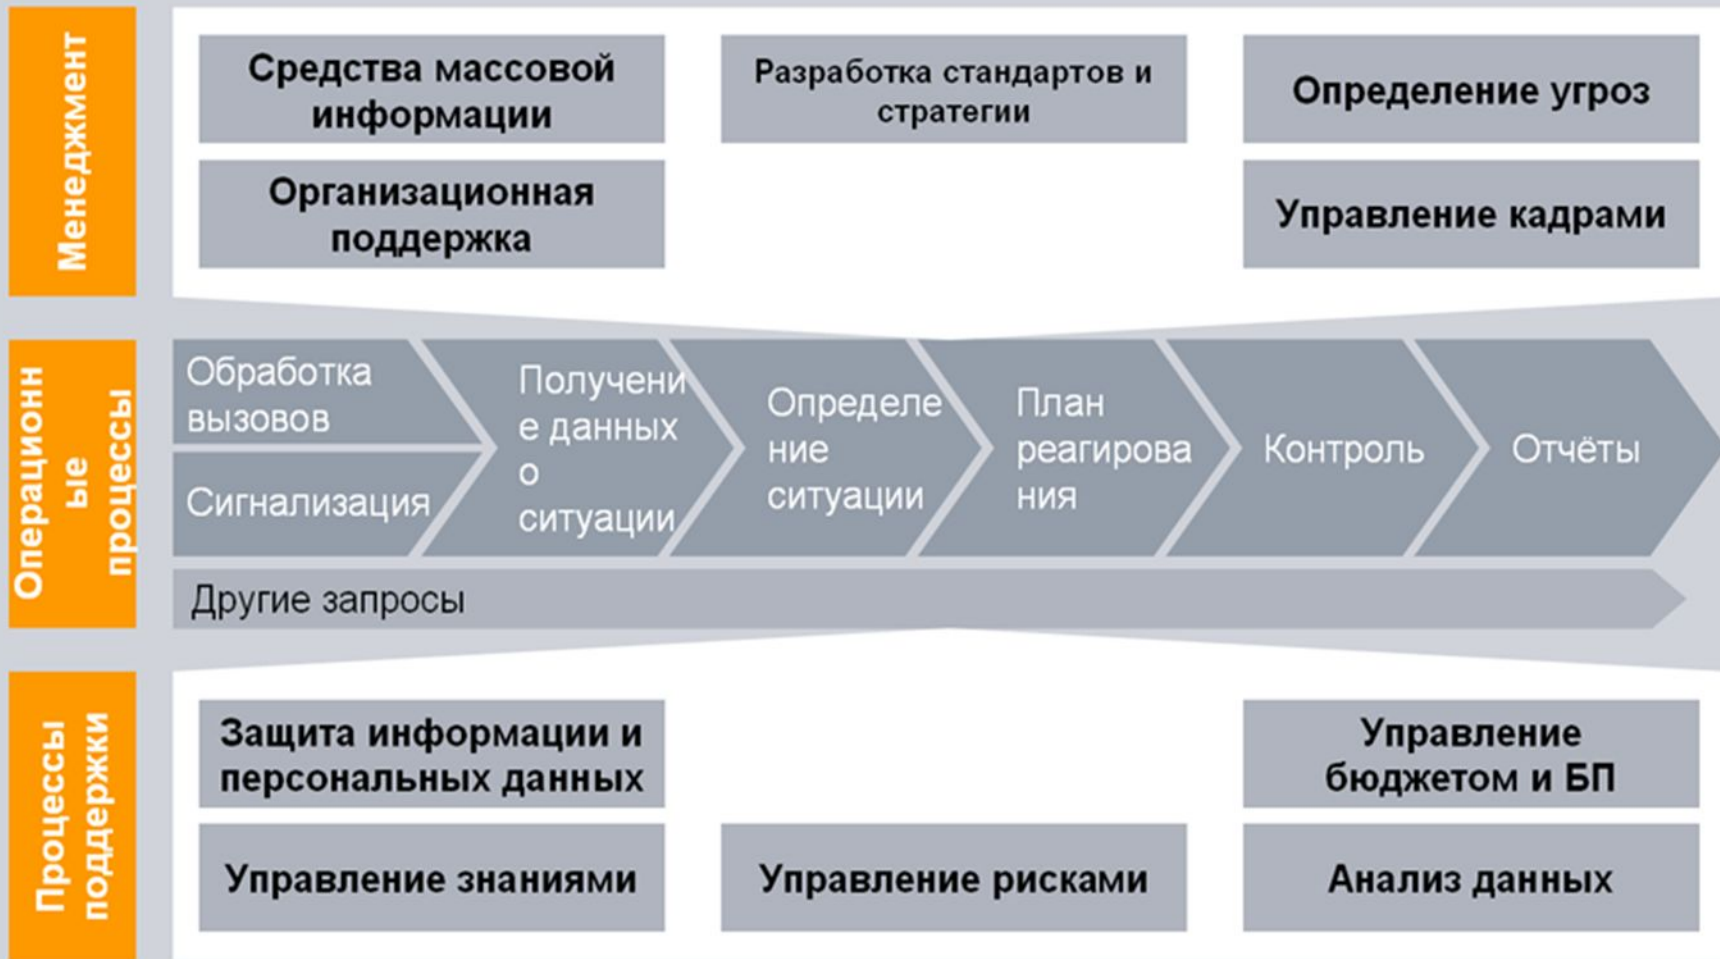 Менеджмент
Средства массовой
информации
Разработка стандартов и
стратегии
Определение угроз
Организационная
поддержка
Управление кадрами
Операционн
ые
процессы
Обработка
вызовов
Сигнализация
Получени
е данных
о
ситуации
Определе
ние
ситуации
План
реагирова
ния
Контроль
Отчёты
Другие запросы
Процессы
поддержки
Защита информации и
персональных данных
Управление
бюджетом и БП
Управление знаниями
Управление рисками
Анализ данных